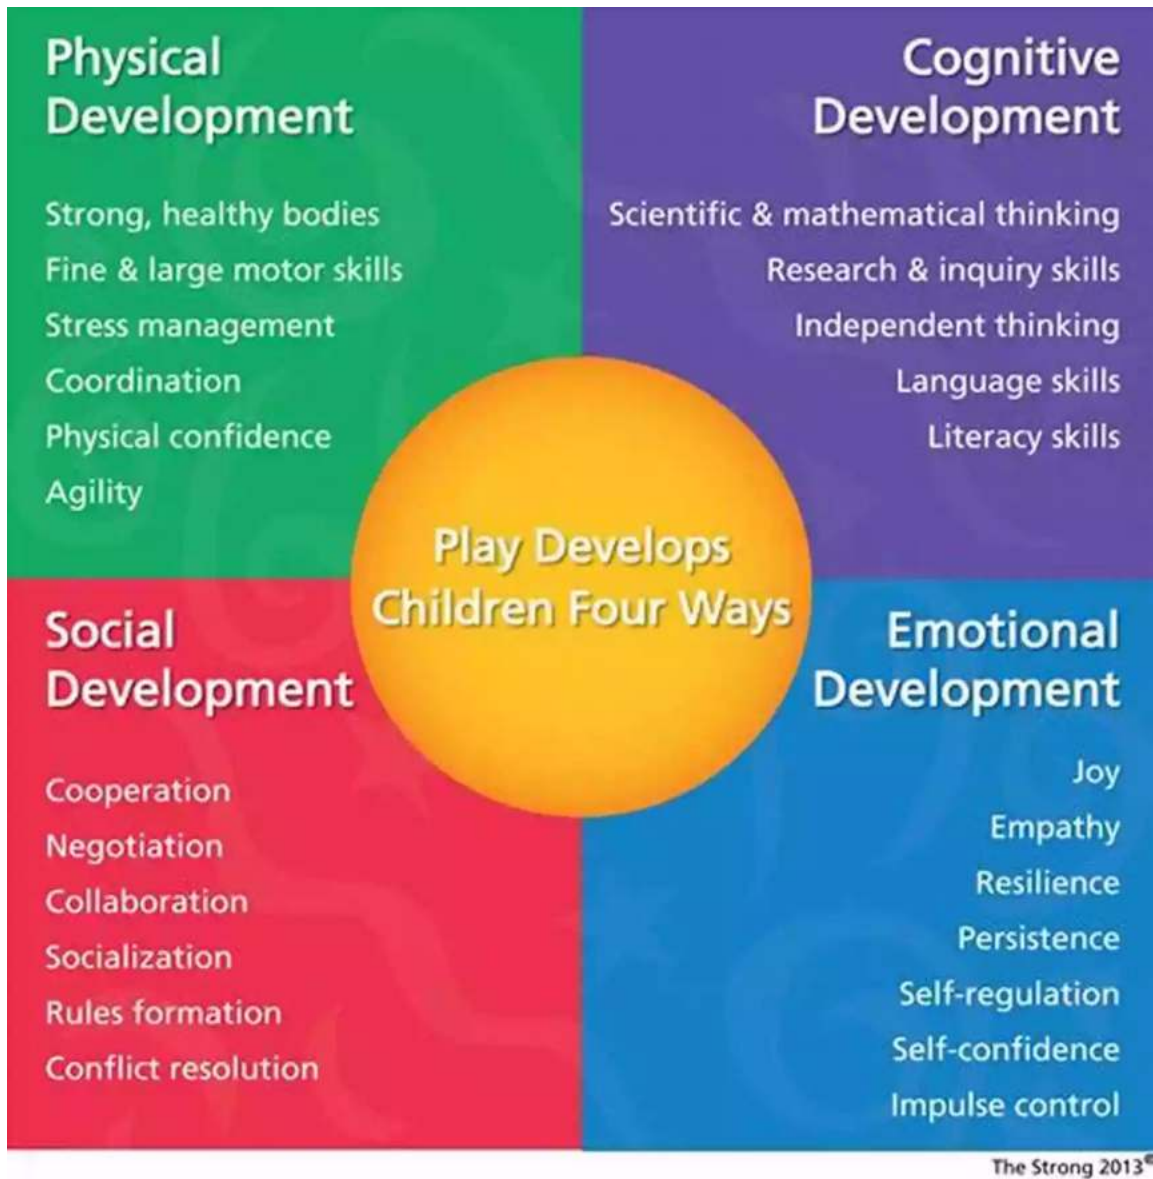 Physical
Development
Strong, healthy bodies
Fine & large motor skills
Stress management
Coordination
Physical confidence
Agility
Cognitive
Development
Scientific & mathematical thinking
Research & inquiry skills
Independent thinking
Language skills
Literacy skills
Play Develops
Children Four Ways
Social
Development
Cooperation
Negotiation
Collaboration
Socialization
Rules formation
Conflict resolution
Emotional
Development
Joy
Empathy
Resilience
Persistence
Self-regulation
Self-confidence
Impulse control
The Strong 2013©